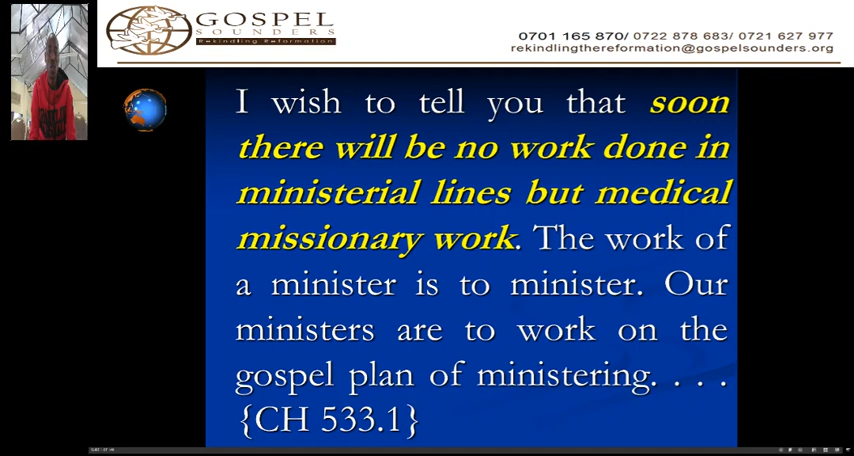 GOSPEL
SOUNDERS
Rekindling Reformation
0701 165 870/ 0722 878 683/ 0721 627 977
rekindlingthereformation@gospelsounders.org
I wish to tell you that soon
there will be no work done in
ministerial lines but medical
missionary work. The work of
a minister is to minister. Our
ministers are to work on the
gospel plan of ministering. . . .
{CH 533.1}